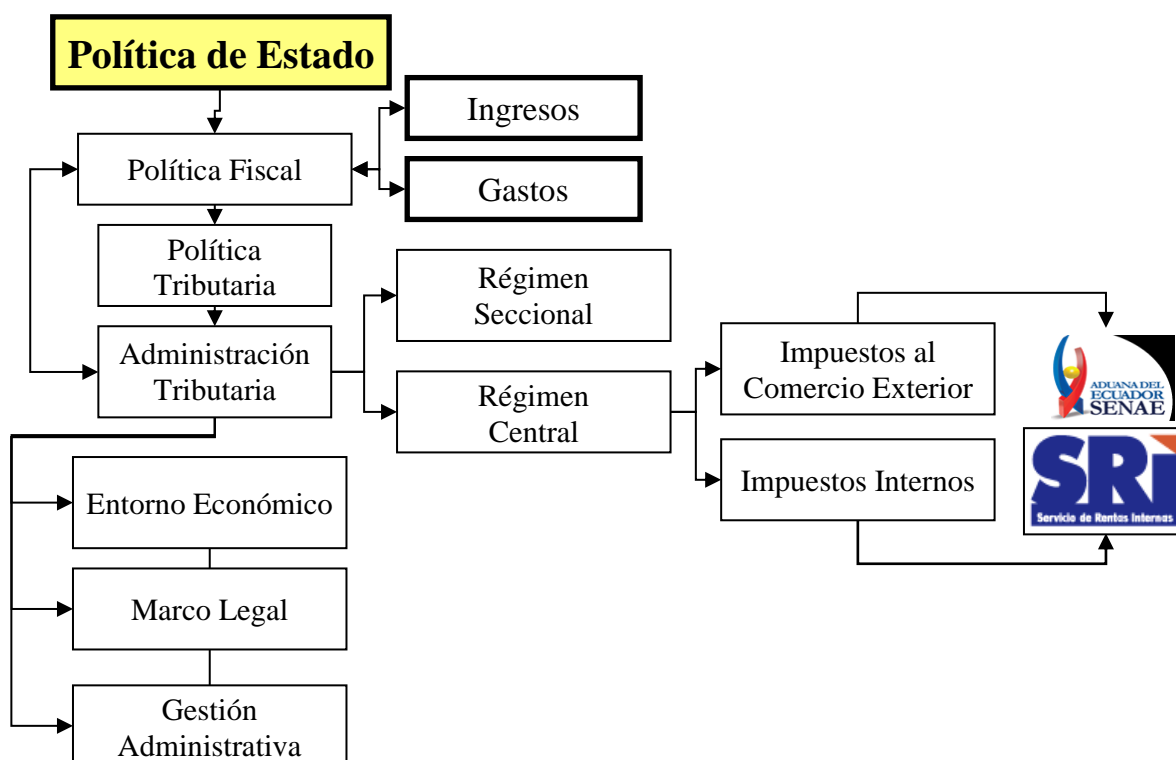 Política de Estado
Ingresos
Política Fiscal
Gastos
Política
Tributaria
Régimen
Seccional
Administración
Tributaria
Impuestos al
Comercio Exterior
ADUANA DEL
ECUADOR
SENAE
Régimen
Central
Impuestos Internos
SRi
Servicio de Rentas Internas
Entorno Económico
Marco Legal
Gestión
Administrativa